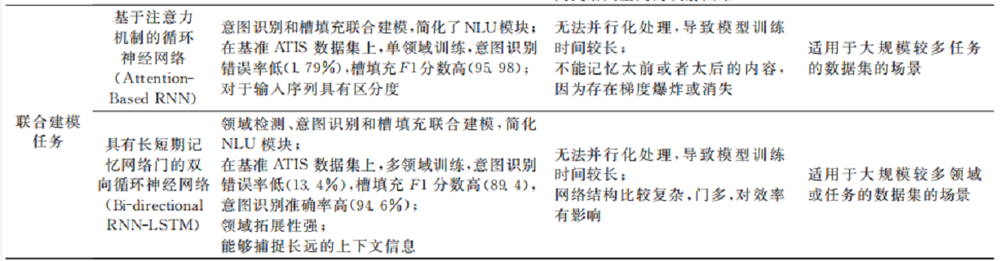 联合建模
任务
基于注意力
机制的循环
神经网络
(Attention-
Based RNN)
意图识别和槽填充联合建模,简化了NLU模块;
在基准 ATIS 数据集上,单领域训练,意图识别
错误率低(1.79%),槽填充F1分数高(95.98);
对于输入序列具有区分度
无法并行化处理,导致模型训练
时间较长;
不能记忆太前或者太后的内容,
因为存在梯度爆炸或消失
适用于大规模较多任务
的数据集的场景
具有长短期记
忆网络门的双
向循环神经网络
(Bi-directional
RNN-LSTM)
领域检测、意图识别和槽填充联合建模,简化
NLU 模块;
在基准 ATIS 数据集上,多领域训练,意图识别
错误率低(13.4%),槽填充 F1 分数高(89.4),
意图识别准确率高(94.6%);
领域拓展性强;
能够捕捉长远的上下文信息
无法并行化处理,导致模型训练
时间较长;
网络结构比较复杂,门多,对效率
有影响
适用于大规模较多领域
或任务的数据集的场景